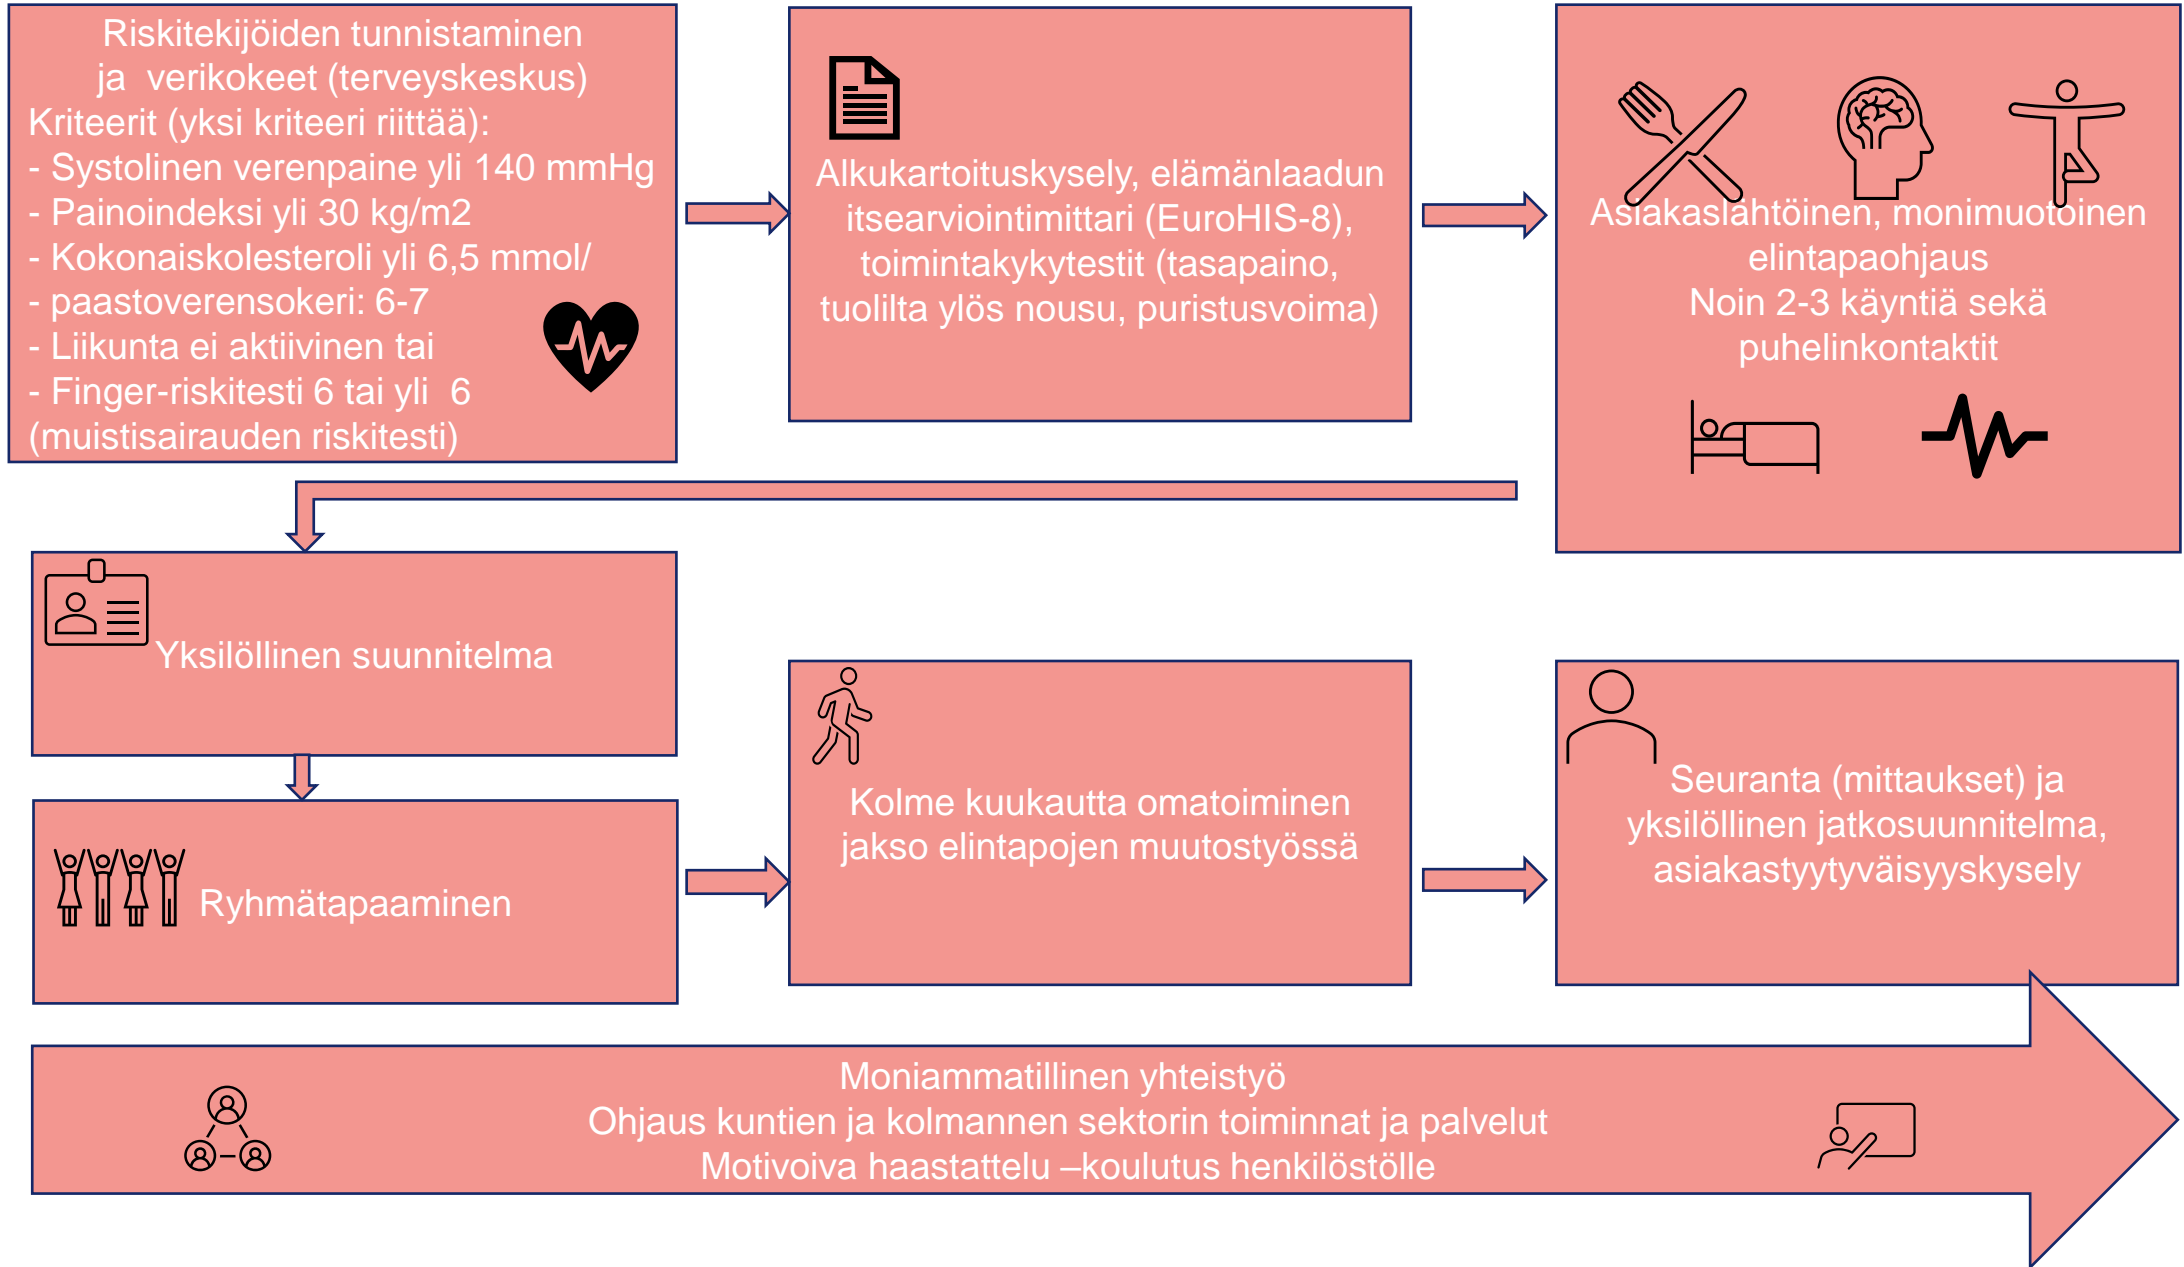 Riskitekijöiden tunnistaminen
ja verikokeet (terveyskeskus)
Kriteerit (yksi kriteeri riittää):
- Systolinen verenpaine yli 140 mmHg
- Painoindeksi yli 30 kg/m2
- Kokonaiskolesteroli yli 6,5 mmol/
- paastoverensokeri: 6-7
- Liikunta ei aktiivinen tai
- Finger-riskitesti 6 tai yli 6
(muistisairauden riskitesti)
Alkukartoituskysely, elämänlaadun
itsearviointimittari (EuroHIS-8),
toimintakykytestit (tasapaino,
tuolilta ylös nousu, puristusvoima)
Asiakaslähtöinen, monimuotoinen
elintapaohjaus
Noin 2-3 käyntiä sekä
puhelinkontaktit
Yksilöllinen suunnitelma
Ryhmätapaaminen
Kolme kuukautta omatoiminen
jakso elintapojen muutostyössä
Seuranta (mittaukset) ja
yksilöllinen jatkosuunnitelma,
asiakastyytyväisyyskysely
Moniammatillinen yhteistyö
Ohjaus kuntien ja kolmannen sektorin toiminnat ja palvelut
Motivoiva haastattelu –koulutus henkilöstölle